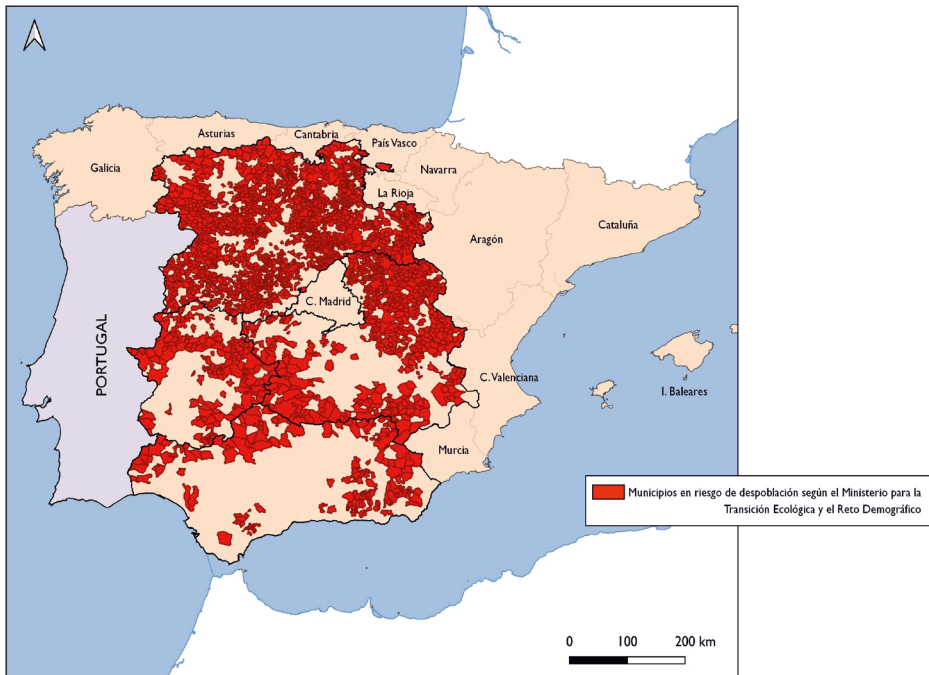 Asturias
Cantabria
País Vasco
Galicia
Navarra
La Rioja
Aragón
Cataluña
C. Madrid
PORTUGAL
C. Valenciana
I. Baleares
Murcia
Municipios en riesgo de despoblación según el Ministerio para la
Transición Ecológica y el Reto Demográfico
0 100 200 km